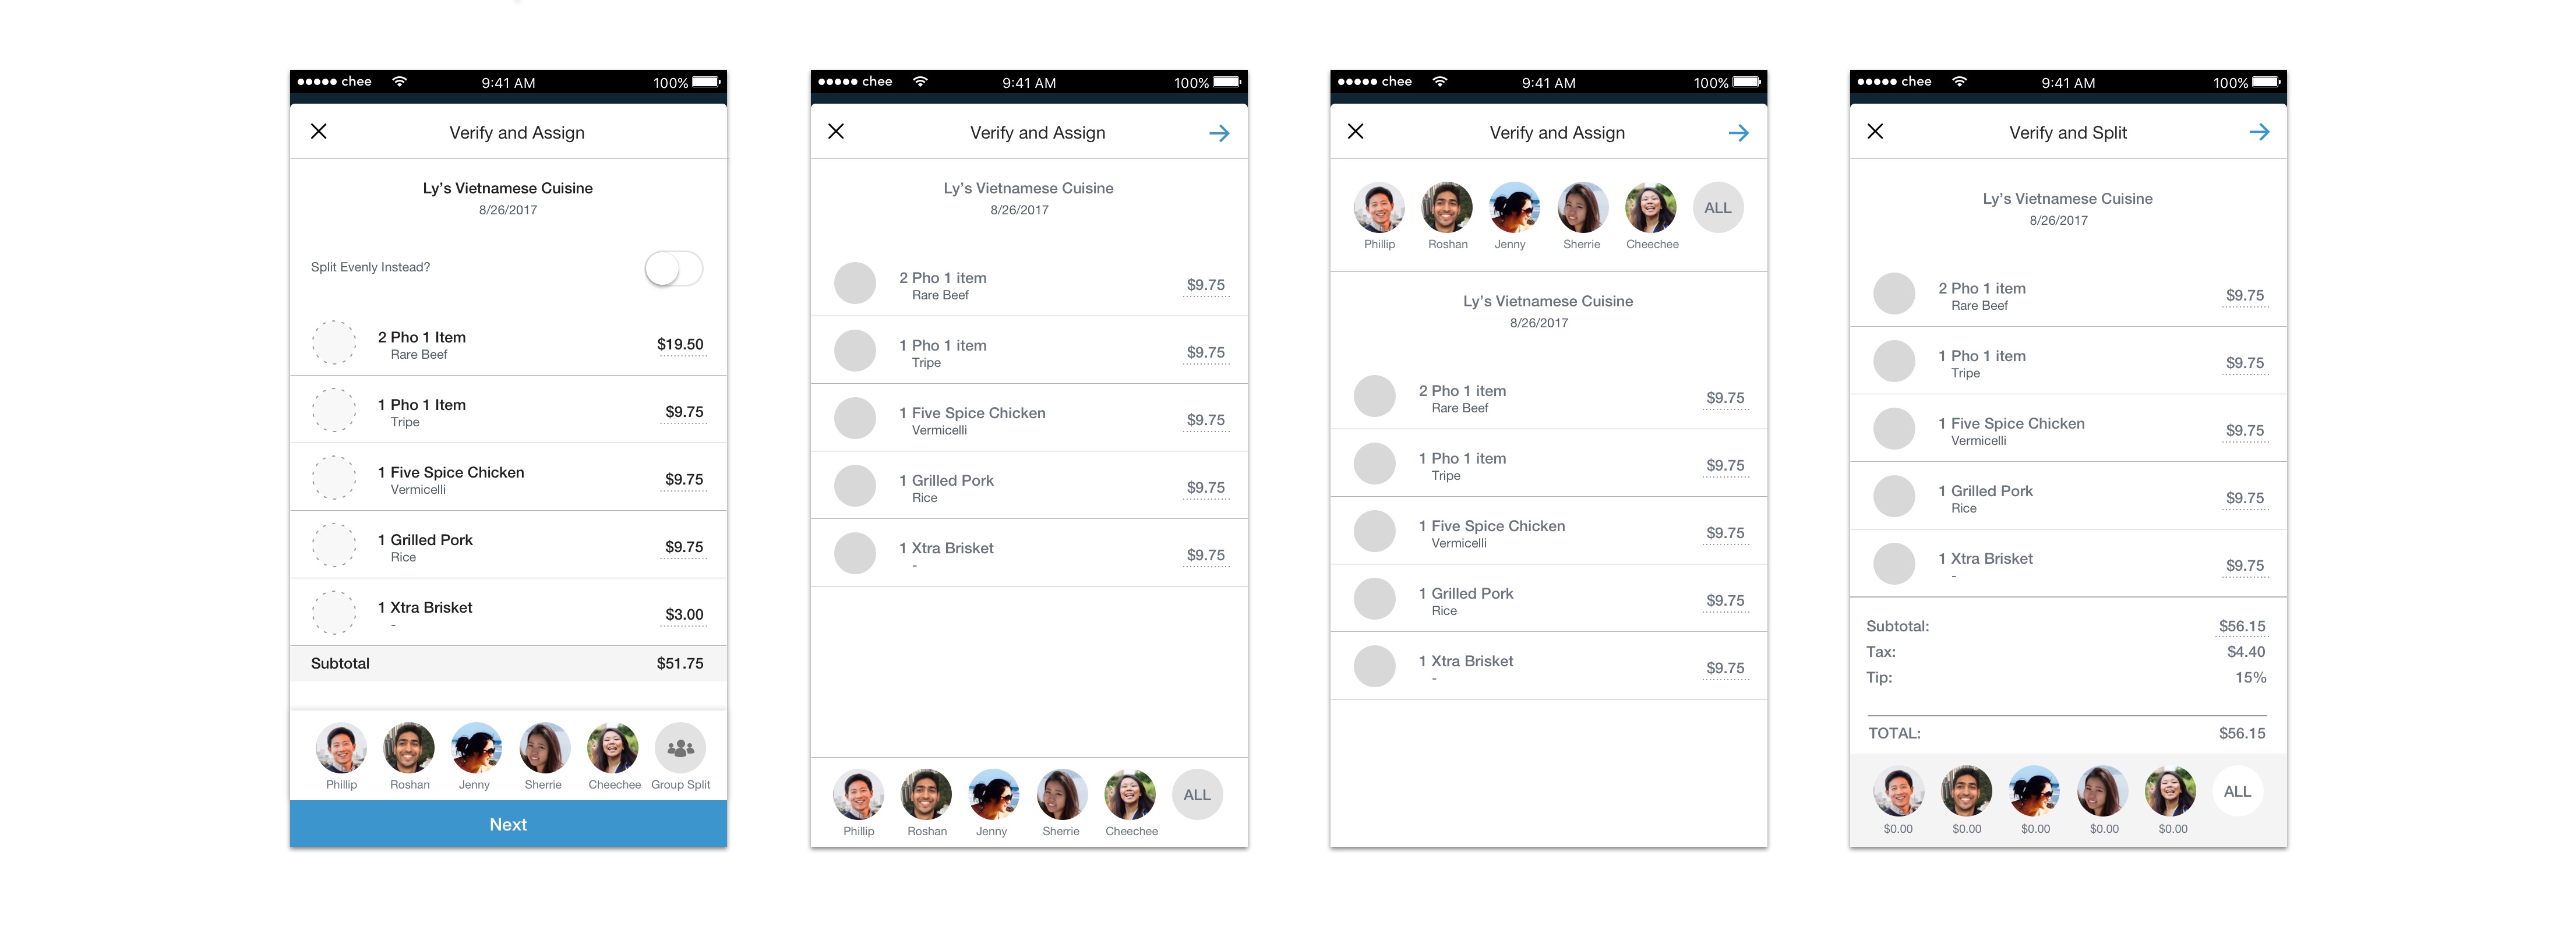 chee 9:41 AM 100%
Verify and Assign
Ly's Vietnamese Cuisine
8/26/2017
Split Evenly Instead?
2 Pho 1 Item $19.50
Rare Beef
1 Pho 1 Item $9.75
Tripe
1 Five Spice Chicken $9.75
Vermicelli
1 Grilled Pork $9.75
Rice
1 Xtra Brisket $3.00
-
Subtotal $51.75
Phillip Roshan Jenny Sherrie Cheechee Group Split
Next
chee 9:41 AM 100%
Verify and Assign
Ly's Vietnamese Cuisine
8/26/2017
2 Pho 1 item $9.75
Rare Beef
1 Pho 1 item $9.75
Tripe
1 Five Spice Chicken $9.75
Vermicelli
1 Grilled Pork $9.75
Rice
1 Xtra Brisket $9.75
-
ALL
Phillip Roshan Jenny Sherrie Cheechee
chee 9:41 AM 100%
Verify and Assign
ALL
Phillip Roshan Jenny Sherrie Cheechee
Ly's Vietnamese Cuisine
8/26/2017
2 Pho 1 item $9.75
Rare Beef
1 Pho 1 item $9.75
Tripe
1 Five Spice Chicken $9.75
Vermicelli
1 Grilled Pork $9.75
Rice
1 Xtra Brisket $9.75
-
chee 9:41 AM 100%
Verify and Split
Ly's Vietnamese Cuisine
8/26/2017
2 Pho 1 item $9.75
Rare Beef
1 Pho 1 item $9.75
Tripe
1 Five Spice Chicken $9.75
Vermicelli
1 Grilled Pork $9.75
Rice
1 Xtra Brisket $9.75
-
Subtotal: $56.15
Tax: $4.40
Tip: 15%
TOTAL: $56.15
ALL
$0.00 $0.00 $0.00 $0.00 $0.00